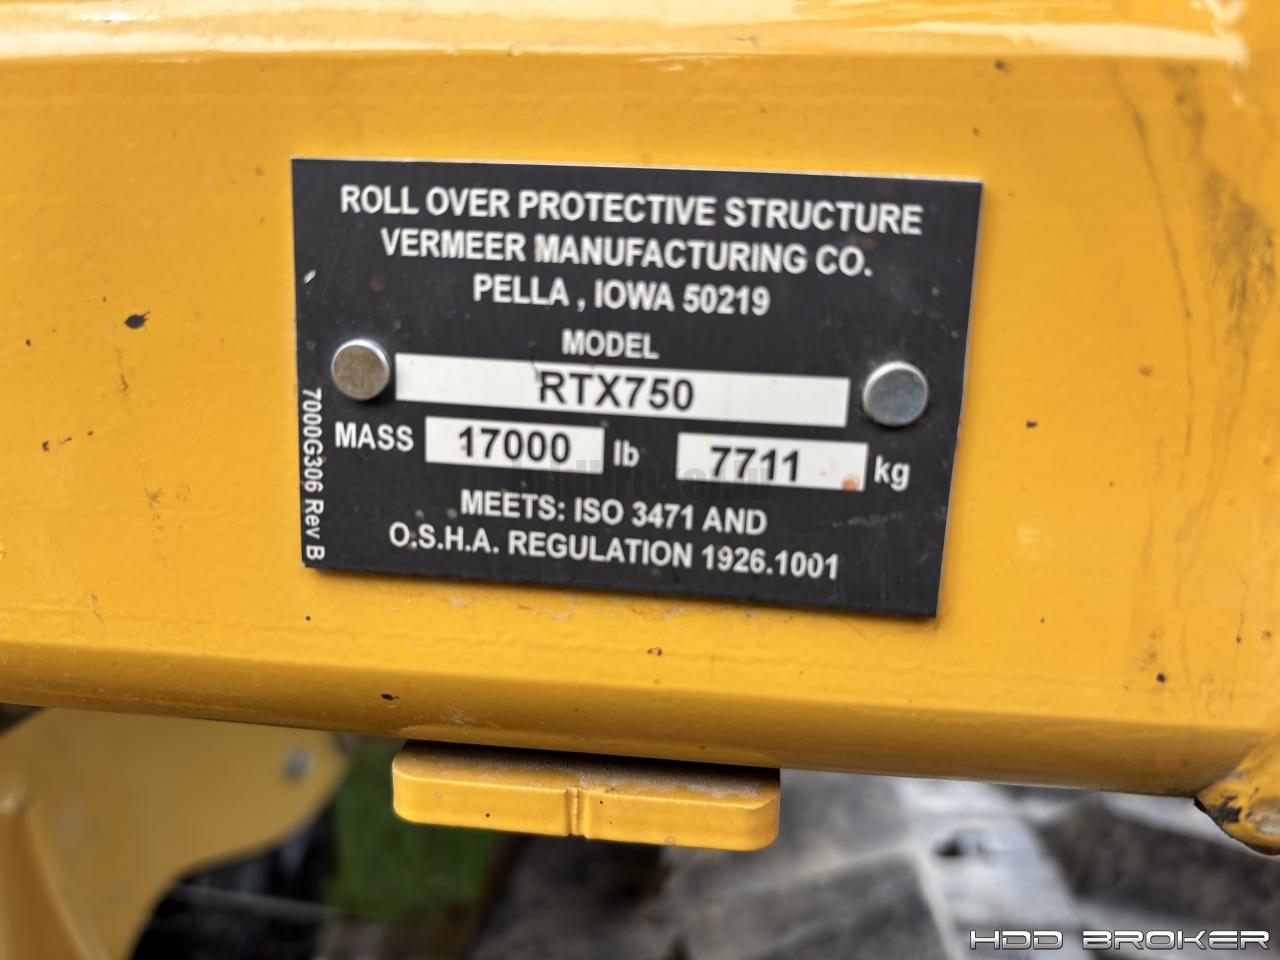 ROLL OVER PROTECTIVE STRUCTURE
VERMEER MANUFACTURING CO.
PELLA , IOWA 50219
MODEL
RTX750
MASS 17000 lb 7711 kg
MEETS: ISO 3471 AND
O.S.H.A. REGULATION 1926.1001
7000G306 Rev B
HDD BROKER